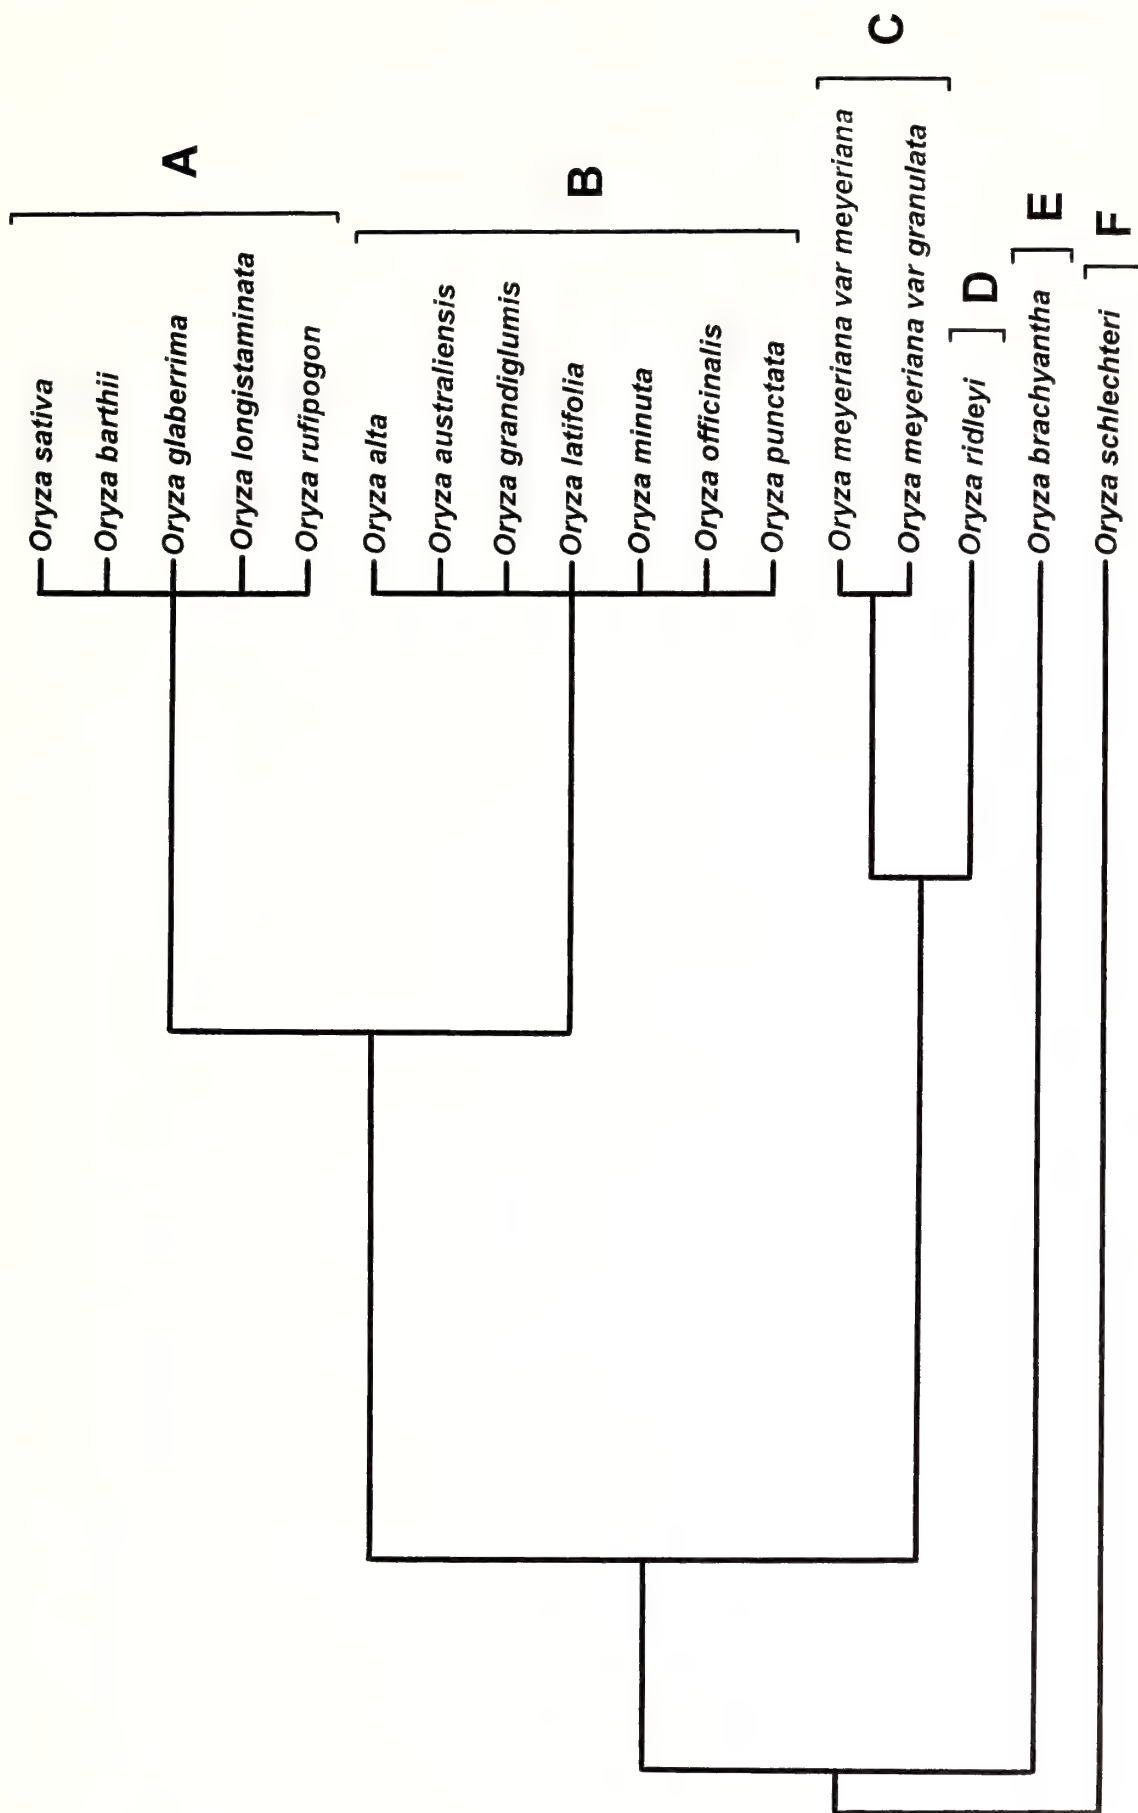 Oryza sativa
Oryza barthii
Oryza glaberrima
Oryza longistaminata
Oryza rufipogon
A
Oryza alta
Oryza australiensis
Oryza grandiglumis
Oryza latifolia
Oryza minuta
Oryza officinalis
Oryza punctata
B
Oryza meyeriana var meyeriana
Oryza meyeriana var granulata
C
Oryza ridleyi
D
Oryza brachyantha
E
Oryza schlechteri
F